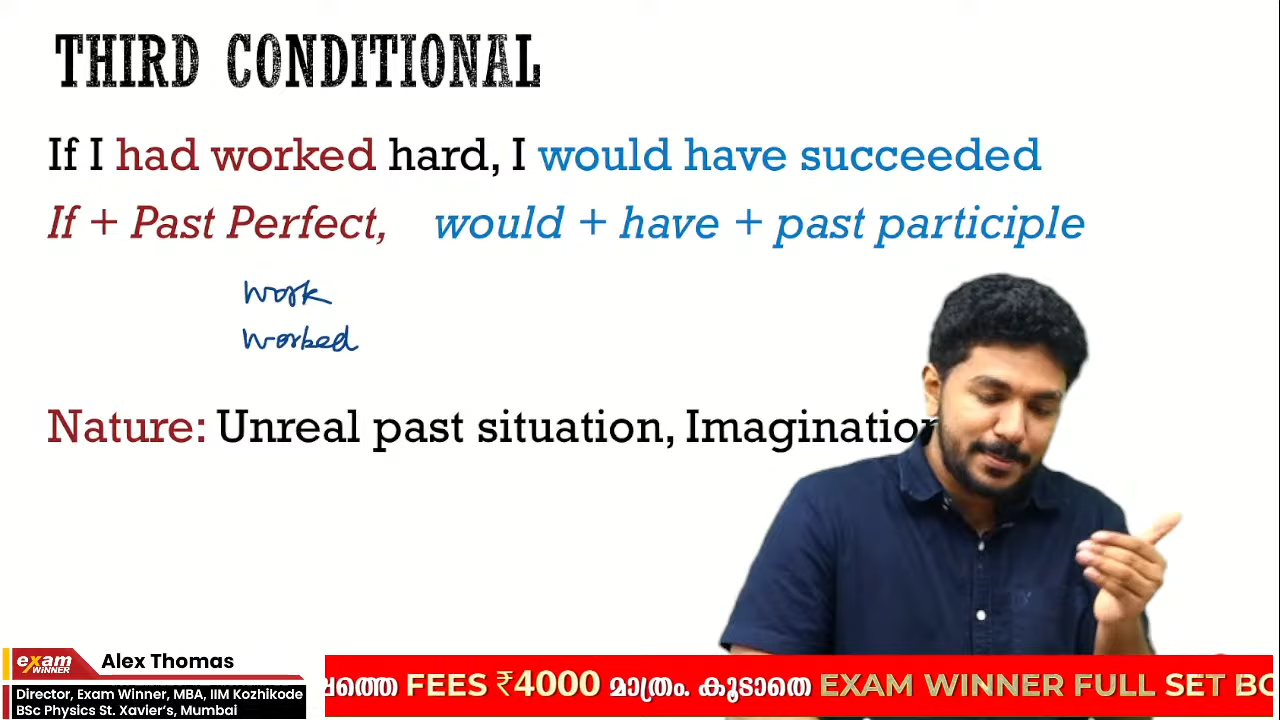 THIRD CONDITIONAL
If I had worked hard, I would have succeeded
If + Past Perfect, would + have + past participle
work
worked
Nature: Unreal past situation, Imagination
exam WiNNER
Alex Thomas
Director, Exam Winner, MBA, IIM Kozhikode
BSc Physics St. Xavier's, Mumbai
FEES ₹4000 മാത്രം. കൂടാതെ EXAM WINNER FULL SET